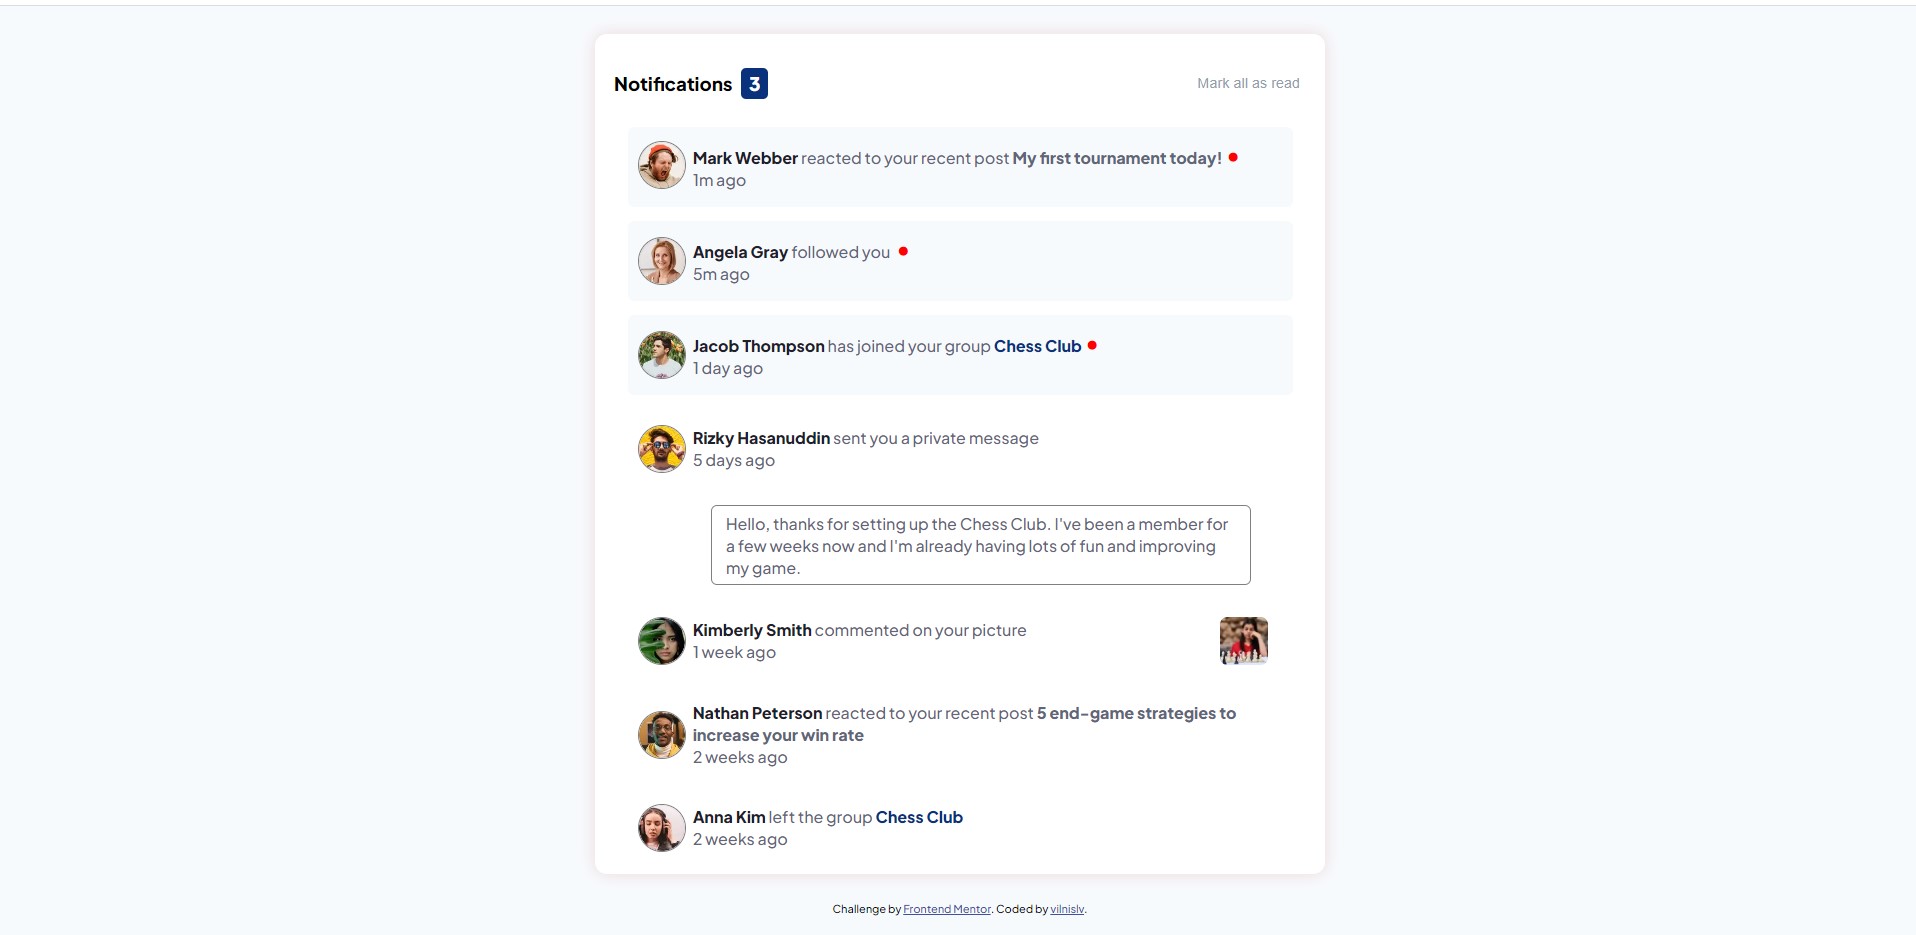 Notifications 3
Mark all as read
Mark Webber reacted to your recent post My first tournament today!
1m ago
Angela Gray followed you
5m ago
Jacob Thompson has joined your group Chess Club
1 day ago
Rizky Hasanuddin sent you a private message
5 days ago
Hello, thanks for setting up the Chess Club. I've been a member for
a few weeks now and I'm already having lots of fun and improving
my game.
Kimberly Smith commented on your picture
1 week ago
Nathan Peterson reacted to your recent post 5 end-game strategies to
increase your win rate
2 weeks ago
Anna Kim left the group Chess Club
2 weeks ago
Challenge by Frontend Mentor. Coded by vilnislv.